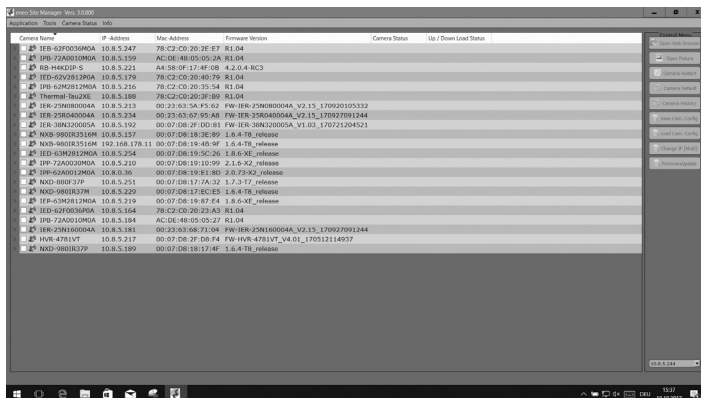 eneo Site Manager Vers. 3.0.800
Application Tools Camera Status Info
Camera Name IP -Address Mac-Address Firmware Version Camera Status Up / Down Load Status
IEB-62F0036M0A 10.8.5.247 78:C2:C0:20:2E:E7 R1.04
IPB-72A0010M0A 10.8.5.159 AC:DE:48:05:05:2A R1.04
RB-H4KDIP-S 10.8.5.221 A4:58:0F:17:4F:0B 4.2.0.4-RC3
IED-62V2812P0A 10.8.5.179 78:C2:C0:20:40:79 R1.04
IPB-62M2812M0A 10.8.5.216 78:C2:C0:20:35:54 R1.04
Thermal-Tau2XE 10.8.5.188 78:C2:C0:20:3F:B9 R1.04
IER-25N080004A 10.8.5.213 00:23:63:5A:F5:62 FW-IER-25N080004A_V2.15_170920105332
IER-25R040004A 10.8.5.234 00:23:63:67:95:A8 FW-IER-25R040004A_V2.15_170927091244
IER-38N320005A 10.8.5.192 00:07:D8:2F:DD:81 FW-IER-38N320005A_V1.03_170721204521
NXB-980IR3516M 10.8.5.157 00:07:D8:18:3E:89 1.6.4-T8_release
NXB-980IR3516M 192.168.178.11 00:07:D8:19:4B:9F 1.6.4-T8_release
IED-63M2812M0A 10.8.5.254 00:07:D8:19:5C:26 1.8.6-XE_release
IPP-72A0030M0A 10.8.5.210 00:07:D8:19:10:99 2.1.6-X2_release
IPP-62A0012M0A 10.8.0.36 00:07:D8:19:E1:8D 2.0.73-X2_release
NXD-880F37P 10.8.5.251 00:07:D8:17:7A:32 1.7.3-T7_release
NXD-980IR37M 10.8.5.229 00:07:D8:17:EC:E5 1.6.4-T8_release
IEP-63M2812M0A 10.8.5.219 00:07:D8:19:87:E4 1.8.6-XE_release
IED-62F0036P0A 10.8.5.164 78:C2:C0:20:23:A3 R1.04
IPB-72A0010M0A 10.8.5.184 AC:DE:48:05:05:27 R1.04
IER-25N160004A 10.8.5.181 00:23:63:68:71:04 FW-IER-25N160004A_V2.15_170927091244
HVR-4781VT 10.8.5.217 00:07:D8:2F:D8:F4 FW-HVR-4781VT_V4.01_170512114937
NXD-980IR37P 10.8.5.189 00:07:D8:18:17:4F 1.6.4-T8_release
Control Menu
Open Web Browser
Open Picture
Camera Restart
Camera Default
Camera Factory
Save Cam. Config
Load Cam. Config
Change IP [Multi]
FirmwareUpdate
10.8.5.244
DEU
15:37
19.10.2017